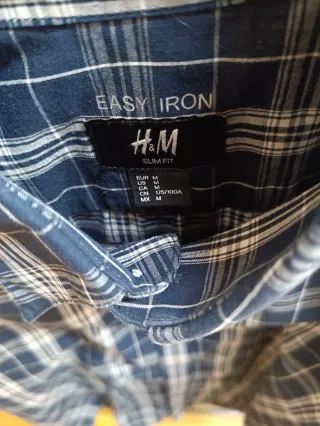 EASY IRON
H&M
SLIM FIT
EUR M
US M
CA M
CN 175/100A
MX M